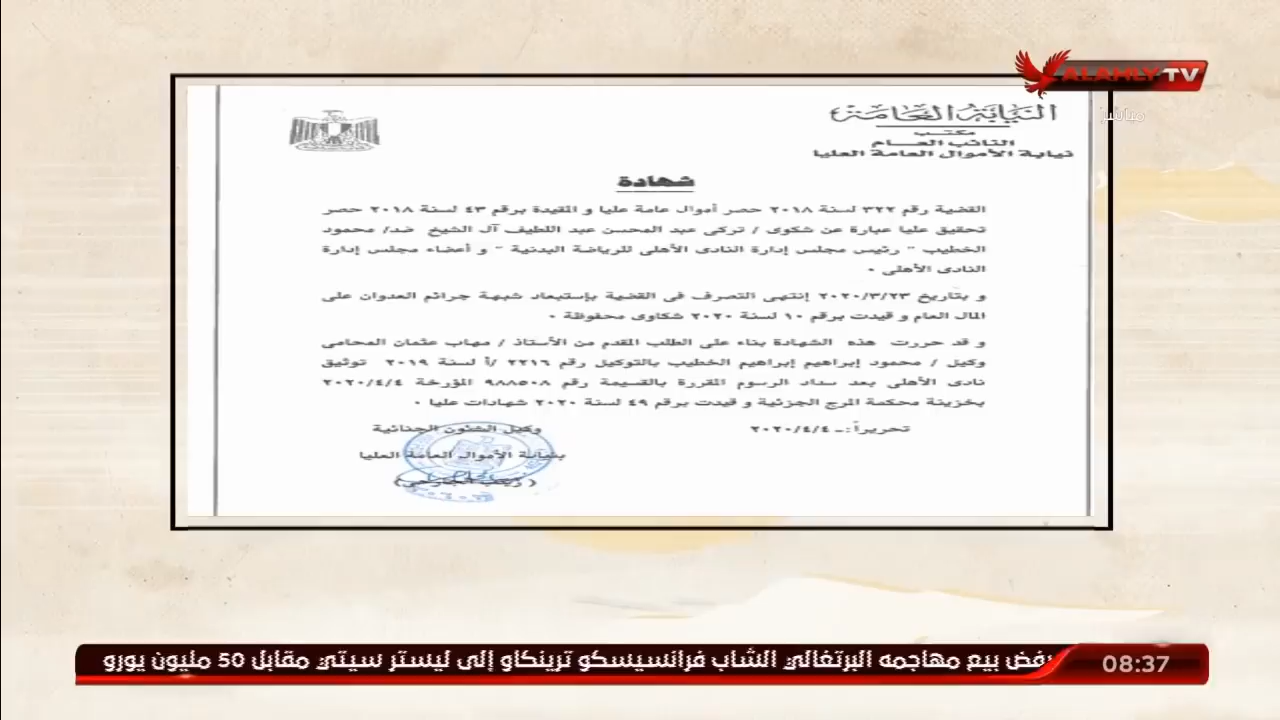 ALAHLY TV
مباشر
النيابة العامة
مكتب
النائب العام
نيابة الأموال العامة العليا
شهادة
القضية رقم ٣٢٢ لسنة ٢٠١٨ حصر أموال عامة عليا و المقيدة برقم ٤٣ لسنة ٢٠١٨ حصر
تحقيق عليا عبارة عن شكوى / تركى عبد المحسن عبد اللطيف آل الشيخ ضد/ محمود
الخطيب " رئيس مجلس إدارة النادى الأهلى للرياضة البدنية " و أعضاء مجلس إدارة
النادى الأهلى ٠
و بتاريخ ٢٠٢٠/٣/٢٣ إنتهى التصرف فى القضية بإستبعاد شبهة جرائم العدوان على
المال العام و قيدت برقم ١٠ لسنة ٢٠٢٠ شكاوى محفوظة ٠
و قد حررت هذه الشهادة بناء على الطلب المقدم من الأستاذ / مهاب عثمان المحامى
وكيل / محمود إبراهيم إبراهيم الخطيب بالتوكيل رقم ٢٢١٦ /أ لسنة ٢٠١٩ توثيق
نادى الأهلى بعد سداد الرسوم المقررة بالقسيمة رقم ٩٨٨٥٠٨ المؤرخة ٢٠٢٠/٤/٤
بخزينة محكمة المرج الجزئية و قيدت برقم ٤٩ لسنة ٢٠٢٠ شهادات عليا ٠
تحريراً :ـ ٢٠٢٠/٤/٤
وكيل الشئون الجنائية
بنيابة الأموال العامة العليا
يفض بيع مهاجمه البرتغالي الشاب فرانسيسكو ترينكاو إلى ليستر سيتي مقابل 50 مليون يورو
08:37